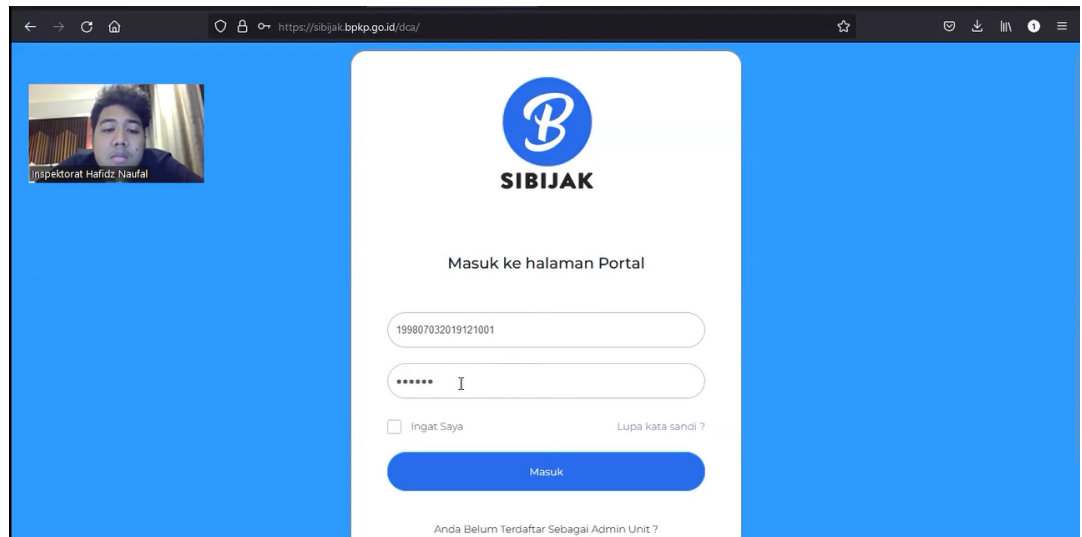 https://sibijak.bpkp.go.id/dca/
1
Inspektorat Hafidz Naufal
B
SIBIJAK
Masuk ke halaman Portal
199807032019121001
••••••
Ingat Saya
Lupa kata sandi ?
Masuk
Anda Belum Terdaftar Sebagai Admin Unit ?